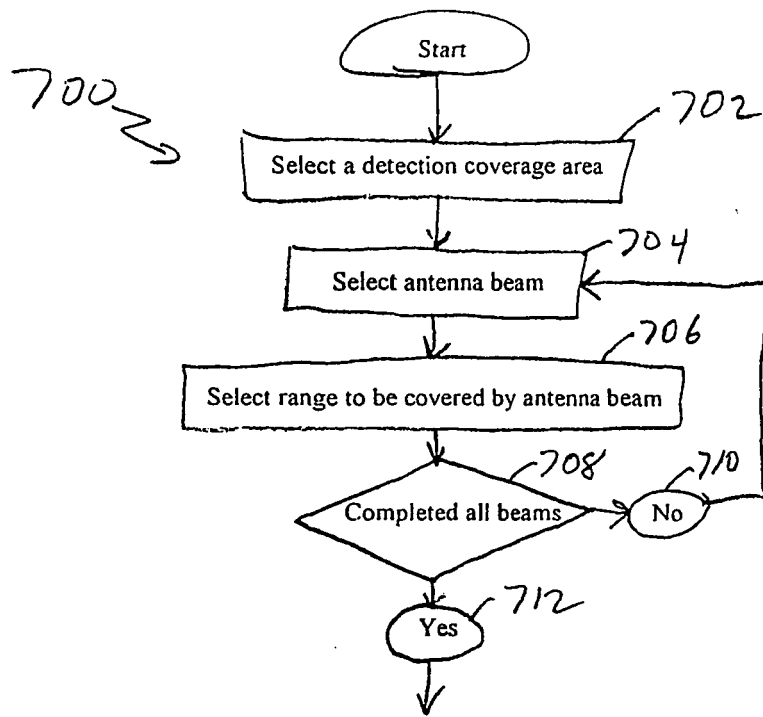 Start
700
702
Select a detection coverage area
704
Select antenna beam
706
Select range to be covered by antenna beam
708
710
Completed all beams
No
712
Yes